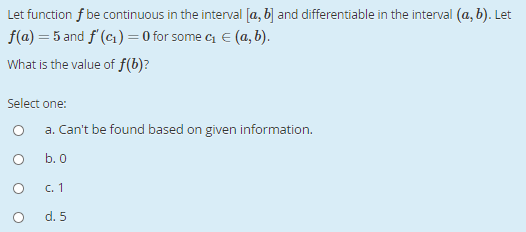 Let function f be continuous in the interval [a, b] and differentiable in the interval (a, b). Let
f(a) = 5 and f′(c₁) = 0 for some c₁ ∈ (a, b).
What is the value of f(b)?
Select one:
a. Can't be found based on given information.
b. 0
c. 1
d. 5